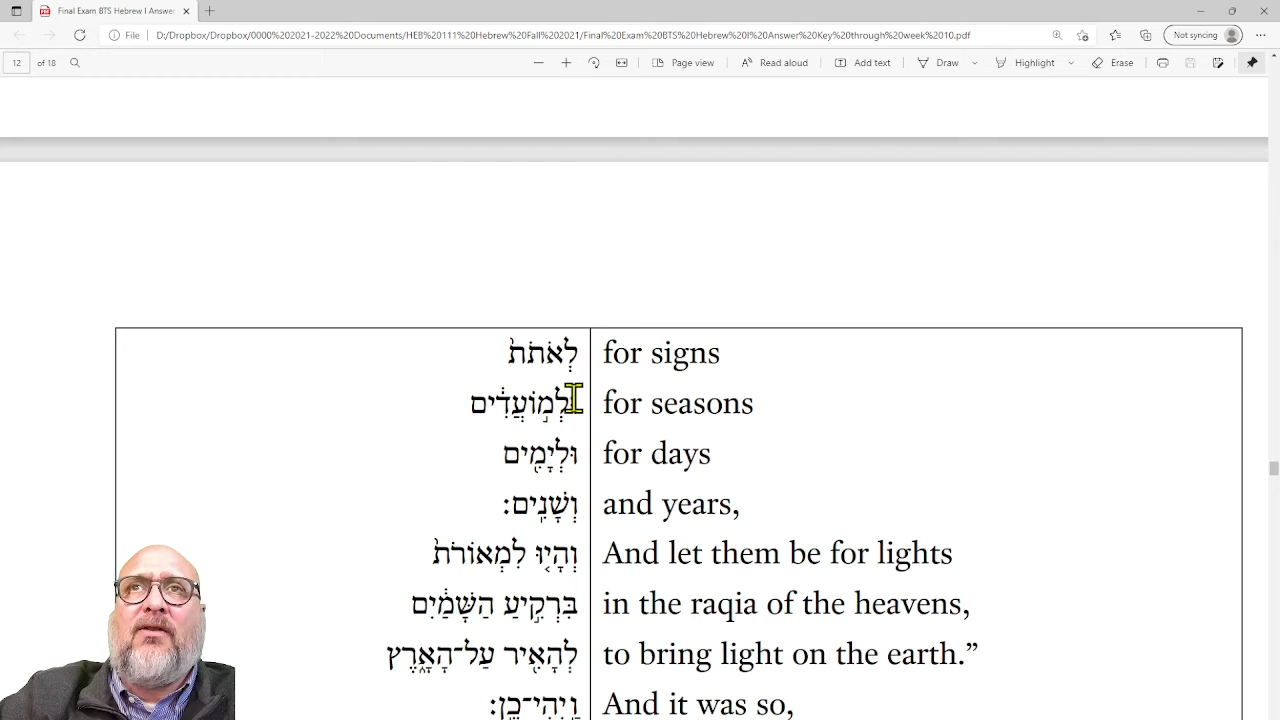 Final Exam BTS Hebrew I Answer
File
D:/Dropbox/Dropbox/0000%202021-2022%20Documents/HEB%20111%20Hebrew%20Fall%202021/Final%20Exam%20BTS%20Hebrew%20I%20Answer%20Key%20through%20week%2010.pdf
Not syncing
12 of 18
Page view
Read aloud
Add text
Draw
Highlight
Erase
לְאֹתֹת֙ for signs
וּלְמ֣וֹעֲדִ֔ים for seasons
וּלְיָמִ֖ים for days
וְשָׁנִֽים׃ and years,
וְהָי֤וּ לִמְאוֹרֹת֙ And let them be for lights
בִּרְקִ֣יעַ הַשָּׁמַ֔יִם in the raqia of the heavens,
לְהָאִ֖יר עַל־הָאָ֑רֶץ to bring light on the earth.”
וַֽיְהִי־כֵֽן׃ And it was so,